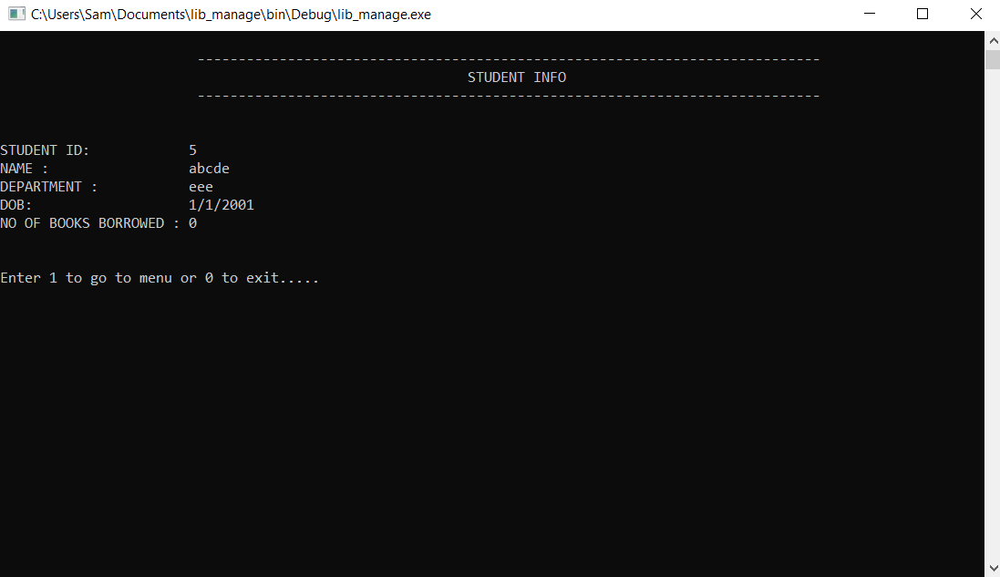 C:\Users\Sam\Documents\lib_manage\bin\Debug\lib_manage.exe
----------------------------------------------------------------------------
STUDENT INFO
----------------------------------------------------------------------------
STUDENT ID: 5
NAME : abcde
DEPARTMENT : eee
DOB: 1/1/2001
NO OF BOOKS BORROWED : 0
Enter 1 to go to menu or 0 to exit.....